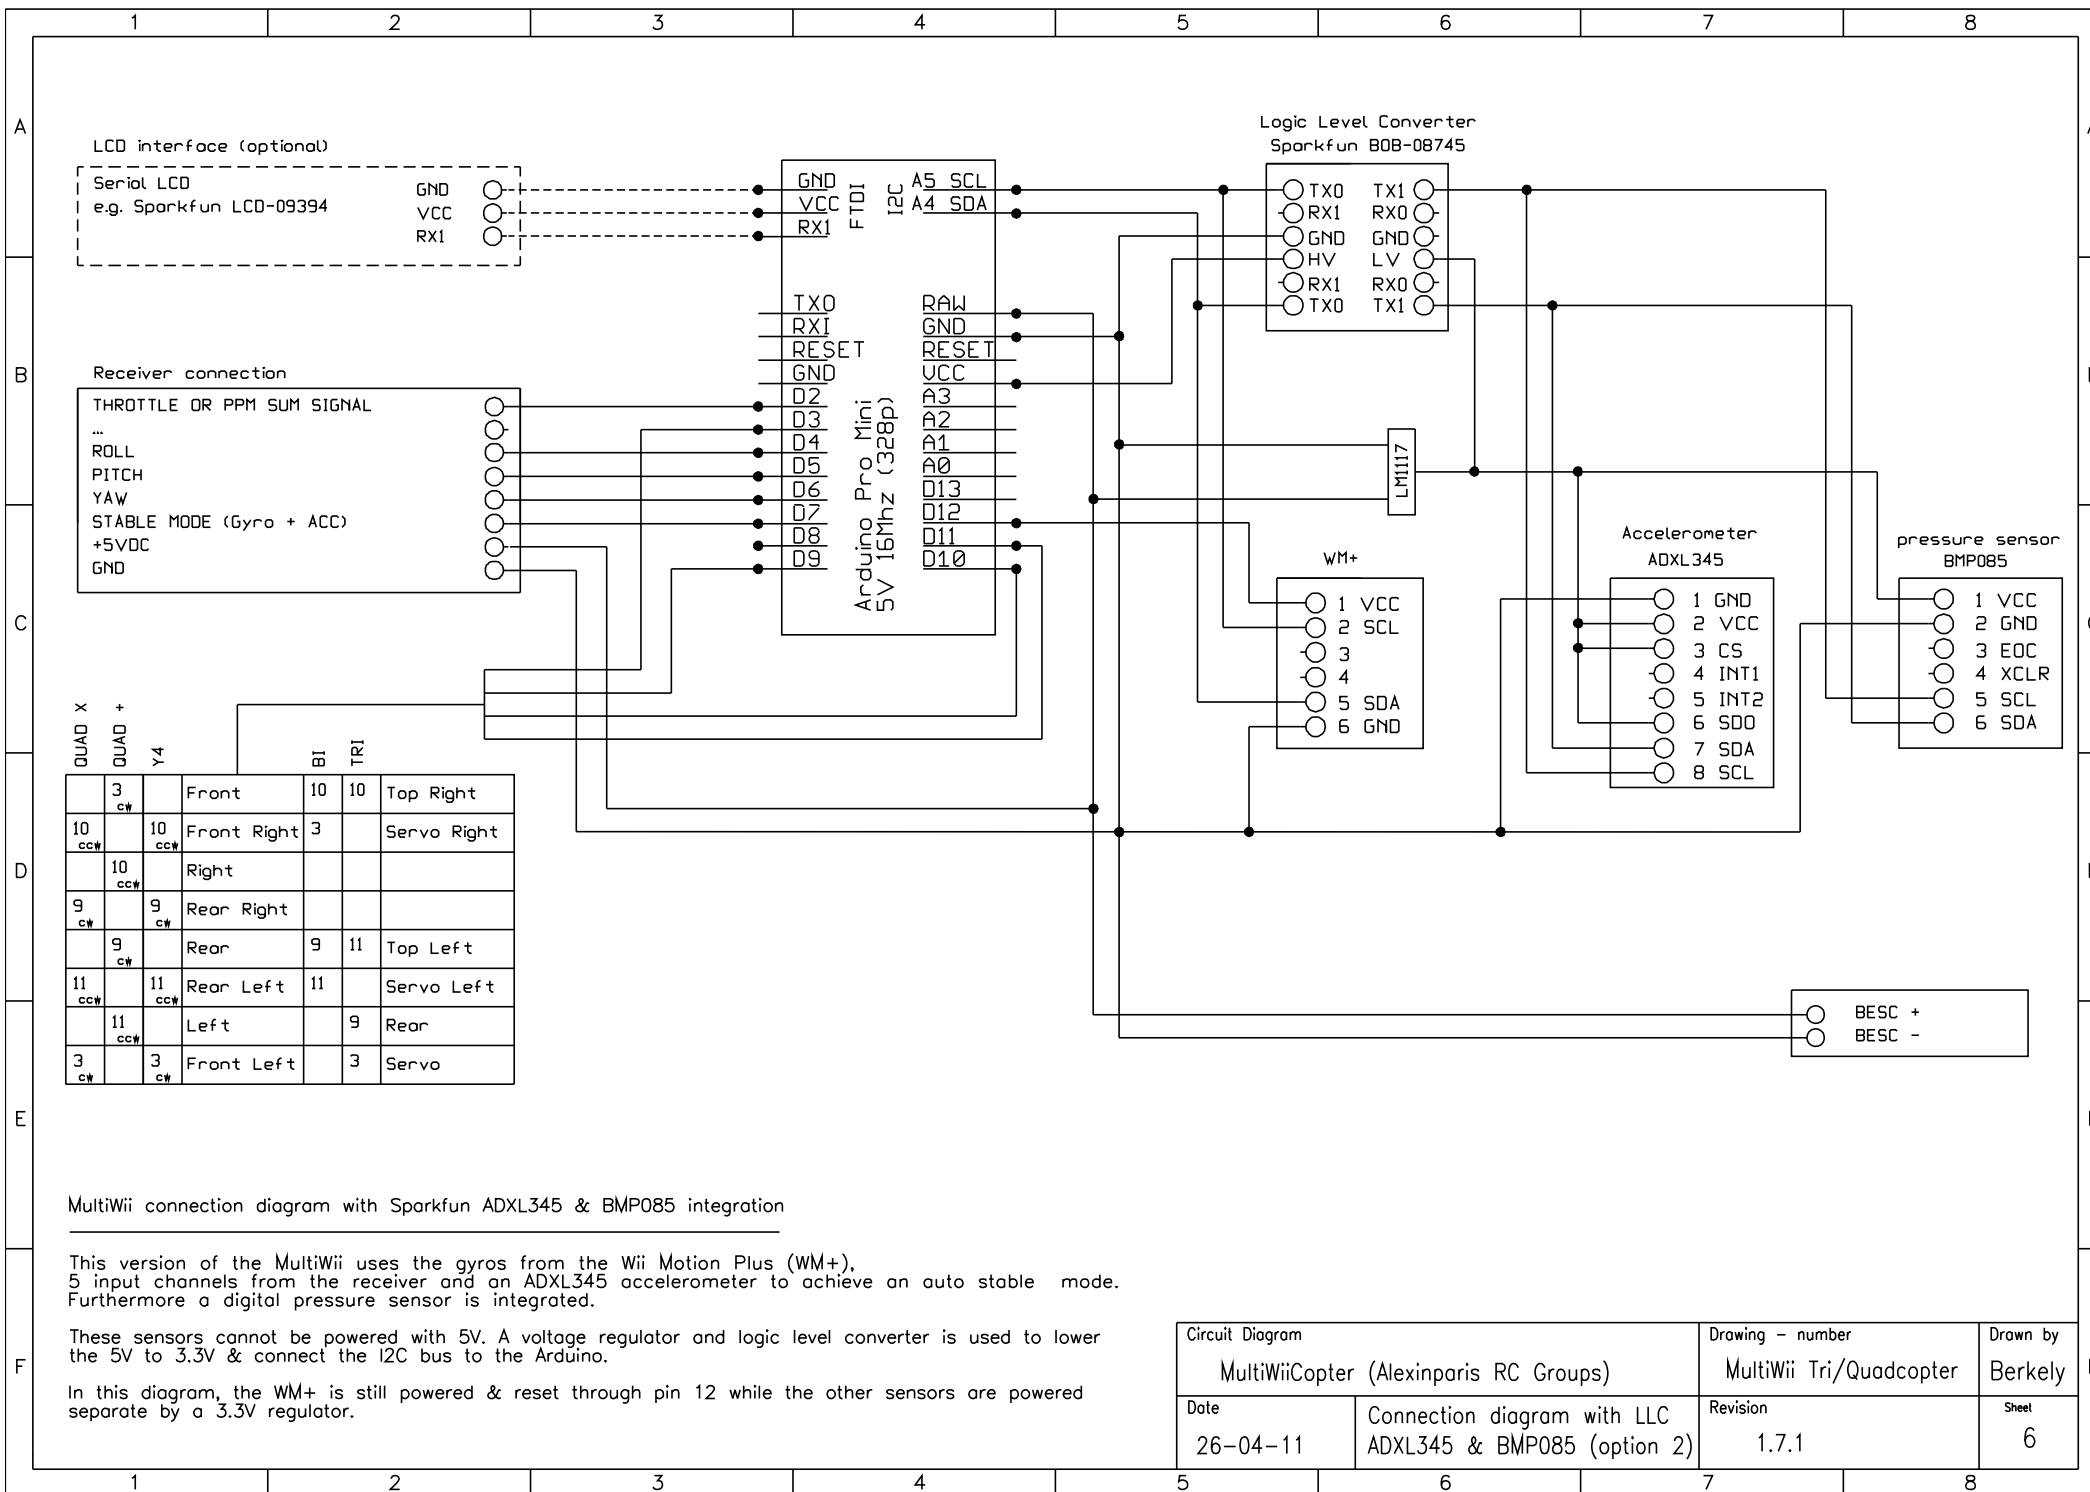 1 2 3 4 5 6 7 8
A
B
C
D
E
F
LCD interface (optional)
Serial LCD
e.g. Sparkfun LCD-09394
GND
VCC
RX1
Receiver connection
THROTTLE OR PPM SUM SIGNAL
...
ROLL
PITCH
YAW
STABLE MODE (Gyro + ACC)
+5VDC
GND
GND
VCC
RX1
FTDI
I2C
A5 SCL
A4 SDA
TXO
RXI
RESET
GND
D2
D3
D4
D5
D6
D7
D8
D9
Arduino Pro Mini
5V 16Mhz (328p)
RAW
GND
RESET
VCC
A3
A2
A1
A0
D13
D12
D11
D10
Logic Level Converter
Sparkfun BOB-08745
TX0 TX1
RX1 RX0
GND GND
HV LV
RX1 RX0
TX0 TX1
LM1117
WM+
1 VCC
2 SCL
3
4
5 SDA
6 GND
Accelerometer
ADXL345
1 GND
2 VCC
3 CS
4 INT1
5 INT2
6 SDO
7 SDA
8 SCL
pressure sensor
BMP085
1 VCC
2 GND
3 EOC
4 XCLR
5 SCL
6 SDA
BESC +
BESC -
QUAD X
QUAD +
Y4
BI
TRI
3 cw Front 10 10 Top Right
10 ccw 10 ccw Front Right 3 Servo Right
10 ccw Right
9 cw 9 cw Rear Right
9 cw Rear 9 11 Top Left
11 ccw 11 ccw Rear Left 11 Servo Left
11 ccw Left 9 Rear
3 cw 3 cw Front Left 3 Servo
MultiWii connection diagram with Sparkfun ADXL345 & BMP085 integration
This version of the MultiWii uses the gyros from the Wii Motion Plus (WM+),
5 input channels from the receiver and an ADXL345 accelerometer to achieve an auto stable mode.
Furthermore a digital pressure sensor is integrated.
These sensors cannot be powered with 5V. A voltage regulator and logic level converter is used to lower
the 5V to 3.3V & connect the I2C bus to the Arduino.
In this diagram, the WM+ is still powered & reset through pin 12 while the other sensors are powered
separate by a 3.3V regulator.
Circuit Diagram
MultiWiiCopter (Alexinparis RC Groups)
Drawing - number
MultiWii Tri/Quadcopter
Drawn by
Berkely
Date
26-04-11
Connection diagram with LLC
ADXL345 & BMP085 (option 2)
Revision
1.7.1
Sheet
6
1 2 3 4 5 6 7 8